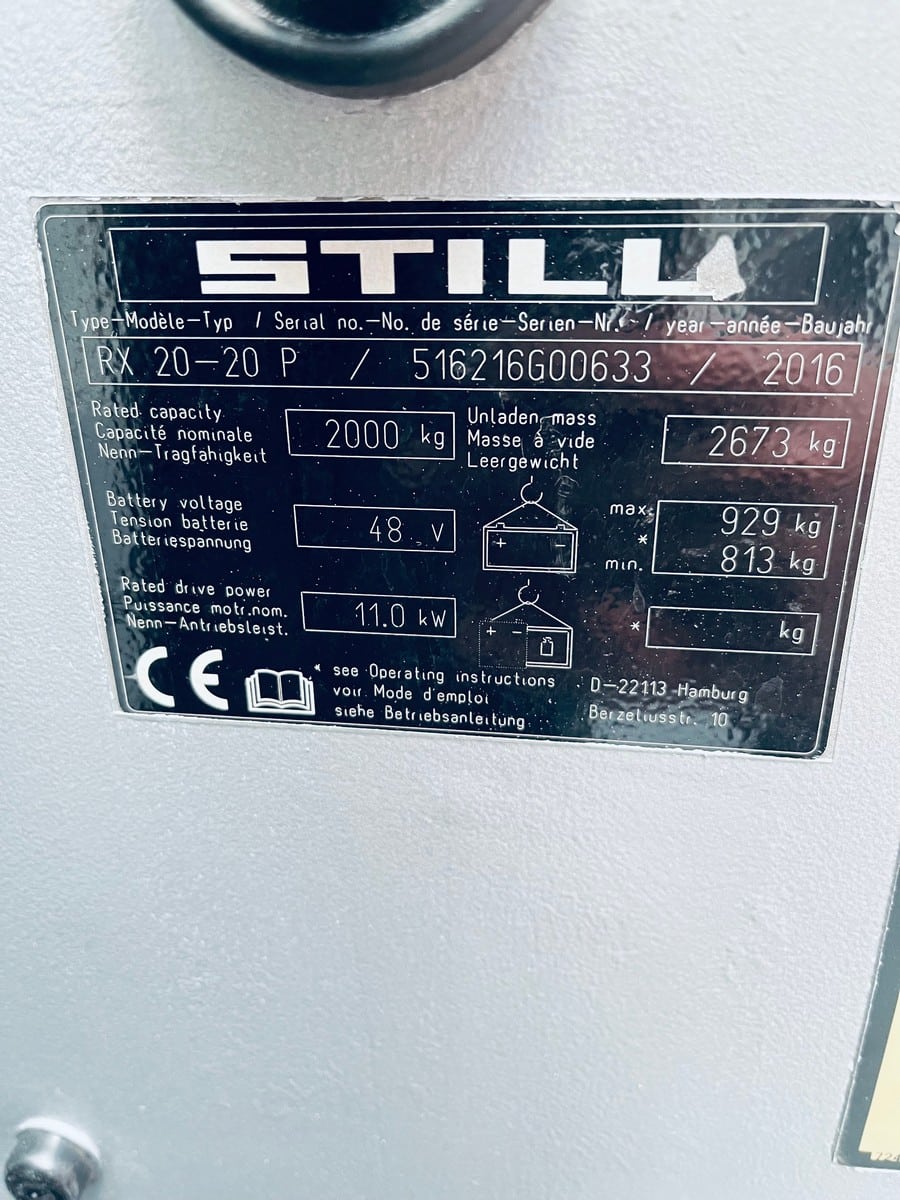 STILL
Type-Modèle-Typ / Serial no.-No. de série-Serien-Nr. / year-année-Baujahr
RX 20-20 P / 516216G00633 / 2016
Rated capacity
Capacité nominale
Nenn-Tragfähigkeit
2000 kg
Unladen mass
Masse à vide
Leergewicht
2673 kg
Battery voltage
Tension batterie
Batteriespannung
48 V
+ -
max.
*
min.
929 kg
813 kg
Rated drive power
Puissance motr.nom.
Nenn-Antriebsleist.
11.0 kW
+ -
* kg
CE
* see Operating instructions
voir Mode d'emploi
siehe Betriebsanleitung
D-22113 Hamburg
Berzeliusstr. 10